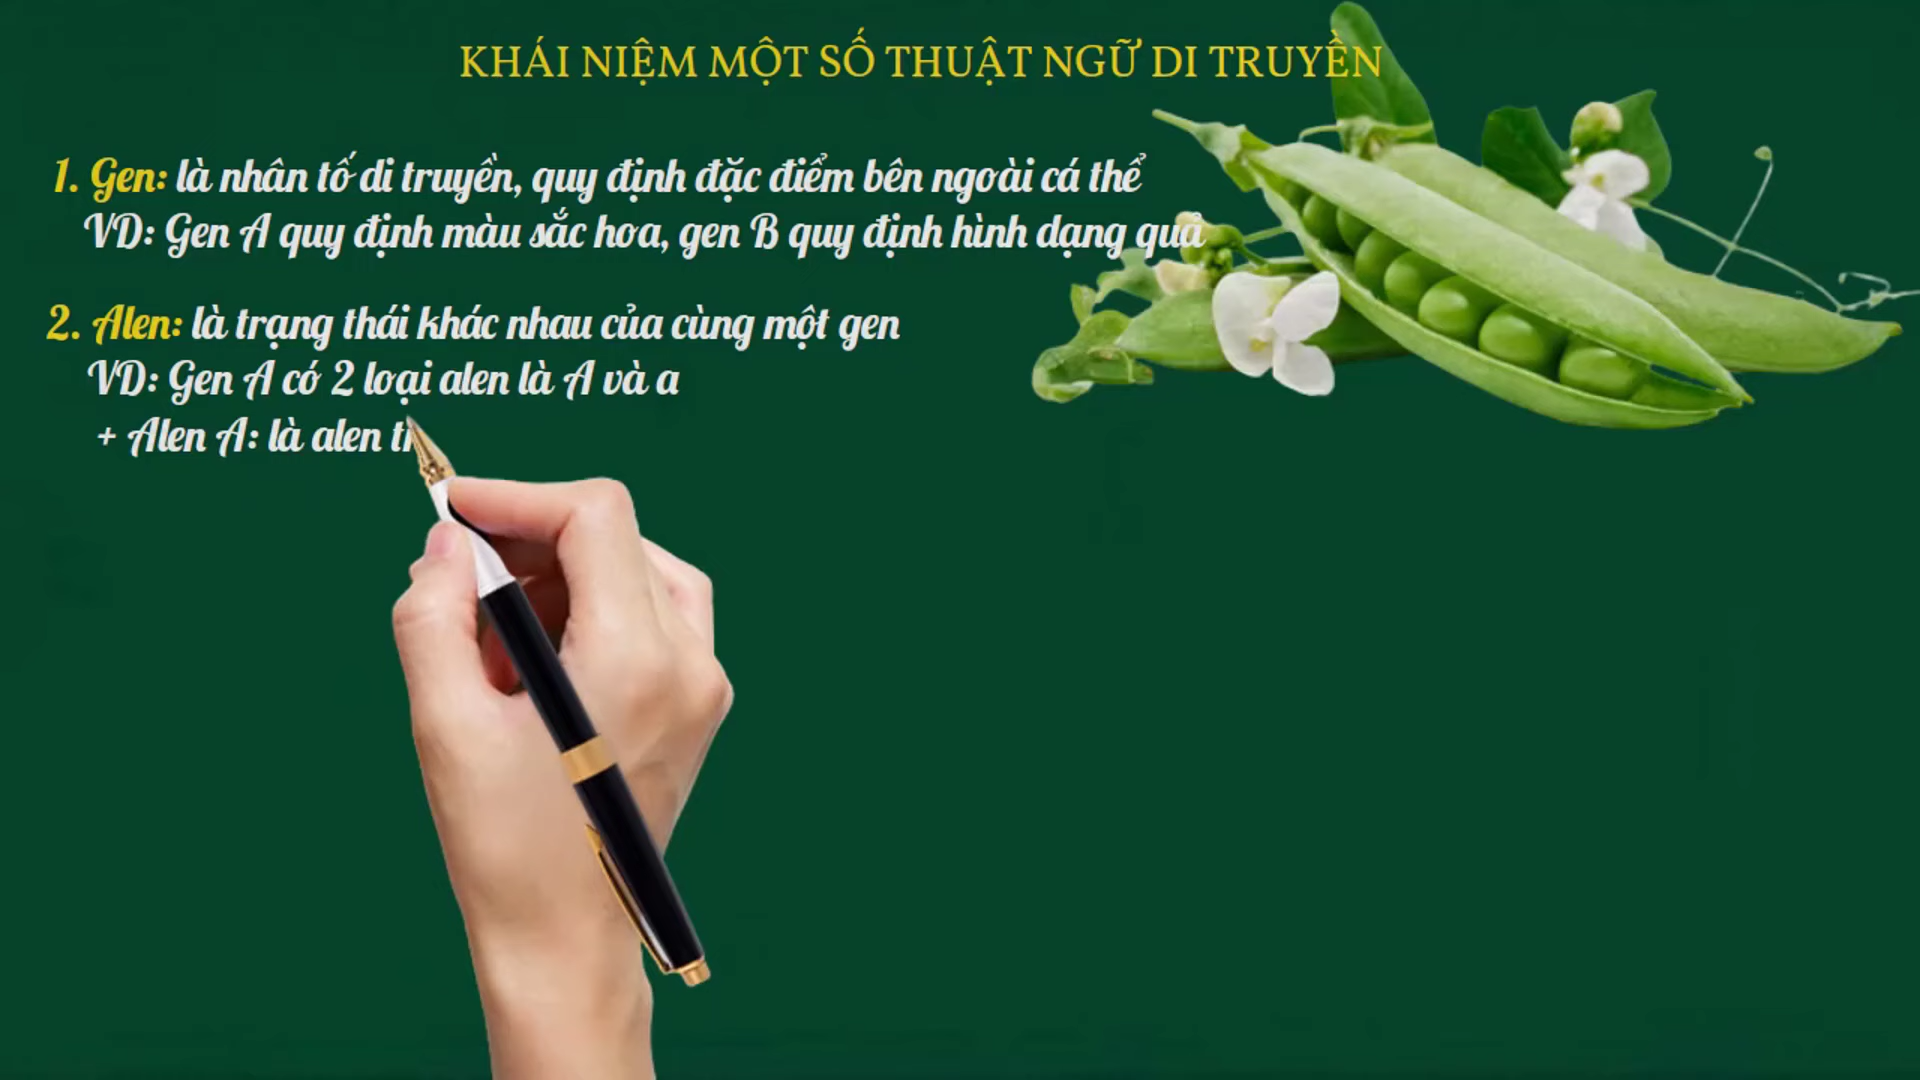 KHÁI NIỆM MỘT SỐ THUẬT NGỮ DI TRUYỀN
1. Gen: là nhân tố di truyền, quy định đặc điểm bên ngoài cá thể
VD: Gen A quy định màu sắc hoa, gen B quy định hình dạng quả
2. Alen: là trạng thái khác nhau của cùng một gen
VD: Gen A có 2 loại alen là A và a
+ Alen A: là alen